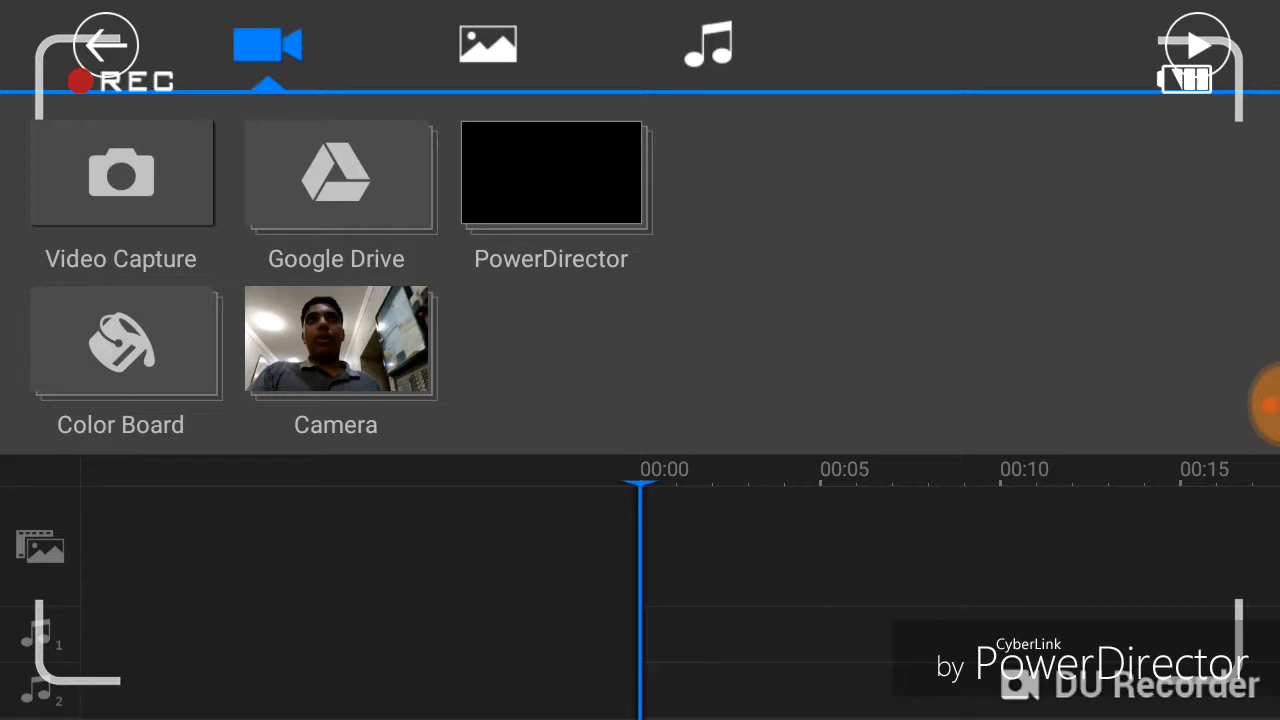 REC
Video Capture
Google Drive
PowerDirector
Color Board
Camera
00:00
00:05
00:10
00:15
1
2
CyberLink
by PowerDirector
DU Recorder